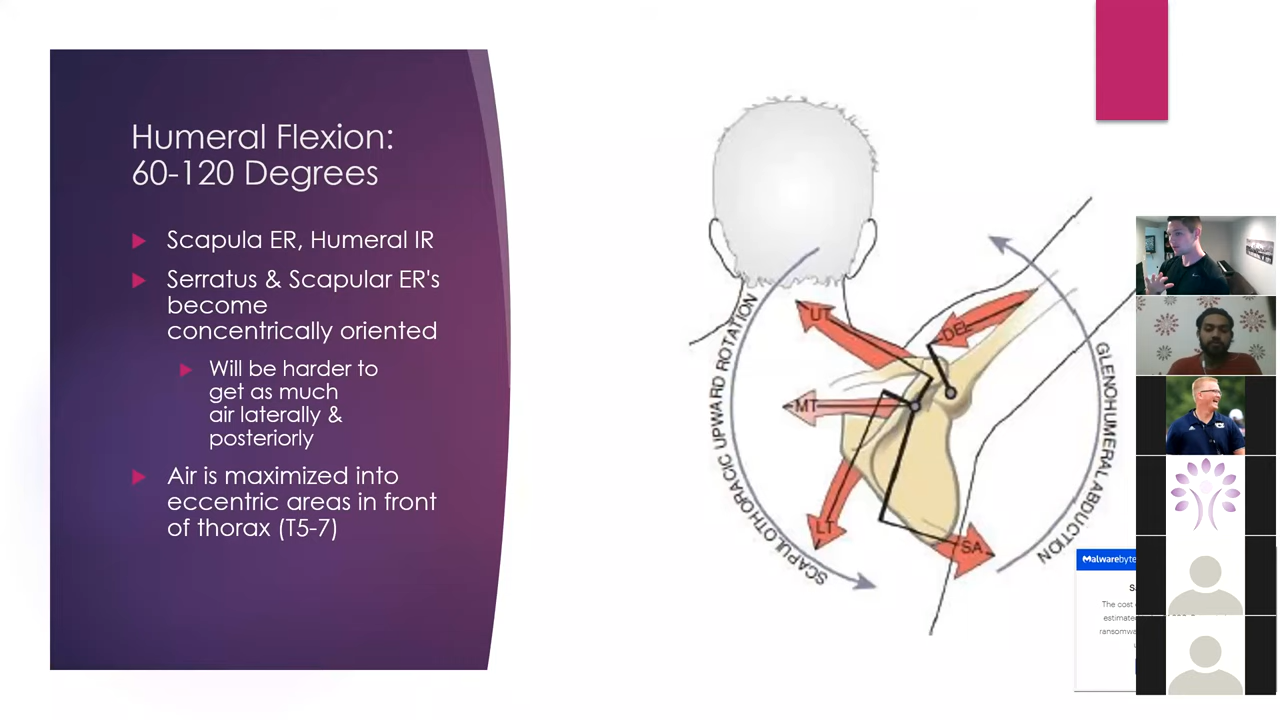 Humeral Flexion:
60-120 Degrees
Scapula ER, Humeral IR
Serratus & Scapular ER's
become
concentrically oriented
Will be harder to
get as much
air laterally &
posteriorly
Air is maximized into
eccentric areas in front
of thorax (T5-7)
SCAPULOTHORACIC UPWARD ROTATION
UT
DEL
MT
LT
SA
GLENOHUMERAL ABDUCTION
Malwarebyte
The cost
estimate
ransomwa